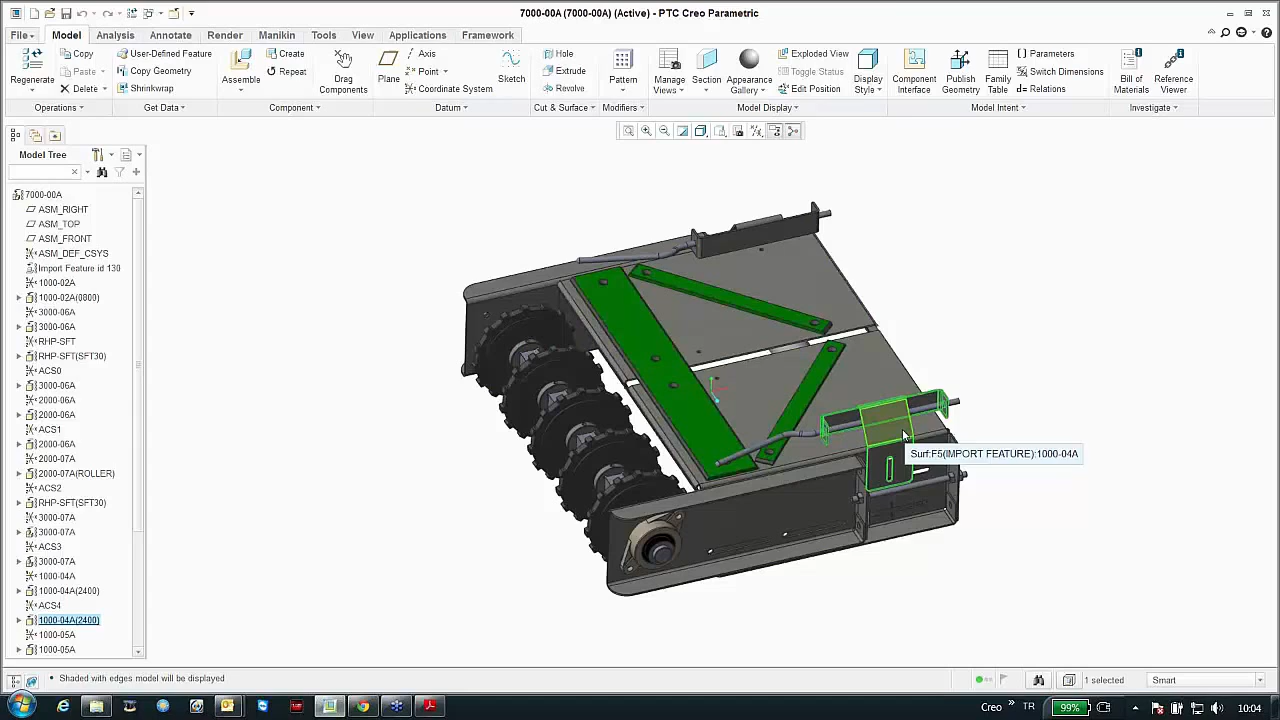 7000-00A (7000-00A) (Active) - PTC Creo Parametric
File Model Analysis Annotate Render Manikin Tools View Applications Framework
Regenerate
Copy
Paste
Delete
User-Defined Feature
Copy Geometry
Shrinkwrap
Assemble
Create
Repeat
Drag Components
Plane
Axis
Point
Coordinate System
Sketch
Hole
Extrude
Revolve
Pattern
Manage Views
Section
Appearance Gallery
Exploded View
Toggle Status
Edit Position
Display Style
Component Interface
Publish Geometry
Family Table
Parameters
Switch Dimensions
Relations
Bill of Materials
Reference Viewer
Operations Get Data Component Datum Cut & Surface Modifiers Model Display Model Intent Investigate
Model Tree
7000-00A
ASM_RIGHT
ASM_TOP
ASM_FRONT
ASM_DEF_CSYS
Import Feature id 130
1000-02A
1000-02A(0800)
3000-06A
3000-06A
RHP-SFT
RHP-SFT(SFT30)
ACS0
3000-06A
2000-06A
2000-06A
ACS1
2000-06A
2000-07A
2000-07A(ROLLER)
ACS2
RHP-SFT(SFT30)
3000-07A
3000-07A
ACS3
3000-07A
1000-04A
1000-04A(2400)
ACS4
1000-04A(2400)
1000-05A
1000-05A
Surf:F5(IMPORT FEATURE):1000-04A
Shaded with edges model will be displayed
1 selected
Smart
Creo
TR
99%
10:04